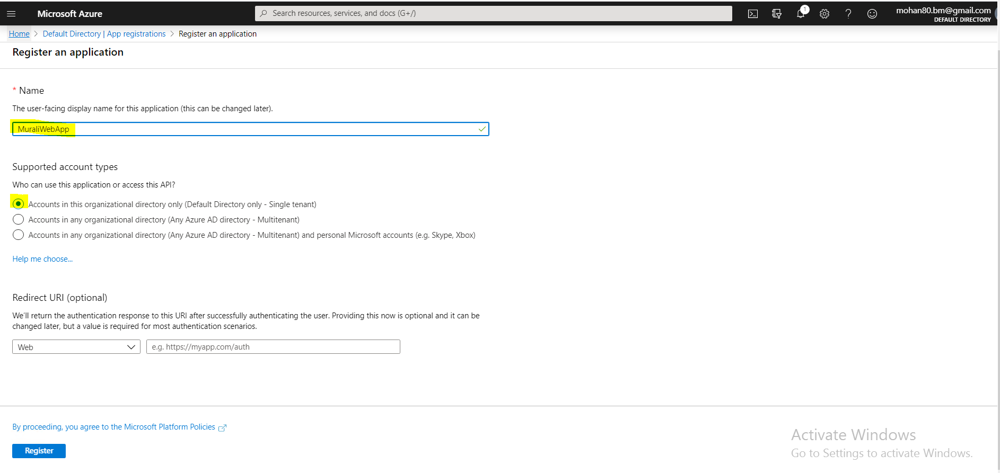 Microsoft Azure
Search resources, services, and docs (G+/)
1
mohan80.bm@gmail.com
DEFAULT DIRECTORY
Home > Default Directory | App registrations > Register an application
Register an application
* Name
The user-facing display name for this application (this can be changed later).
MuraliWebApp
Supported account types
Who can use this application or access this API?
Accounts in this organizational directory only (Default Directory only - Single tenant)
Accounts in any organizational directory (Any Azure AD directory - Multitenant)
Accounts in any organizational directory (Any Azure AD directory - Multitenant) and personal Microsoft accounts (e.g. Skype, Xbox)
Help me choose...
Redirect URI (optional)
We'll return the authentication response to this URI after successfully authenticating the user. Providing this now is optional and it can be
changed later, but a value is required for most authentication scenarios.
Web
e.g. https://myapp.com/auth
By proceeding, you agree to the Microsoft Platform Policies
Register
Activate Windows
Go to Settings to activate Windows.